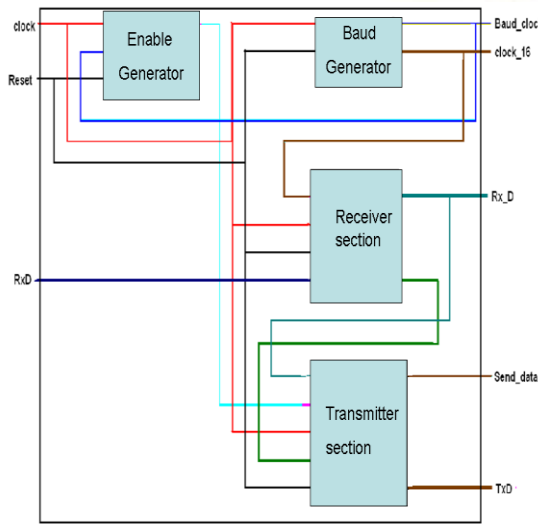 clock
Enable
Generator
Baud
Generator
Baud_cloc
clock_16
Reset
Receiver
section
Rx_D
RxD
Transmitter
section
Send_data
TxD